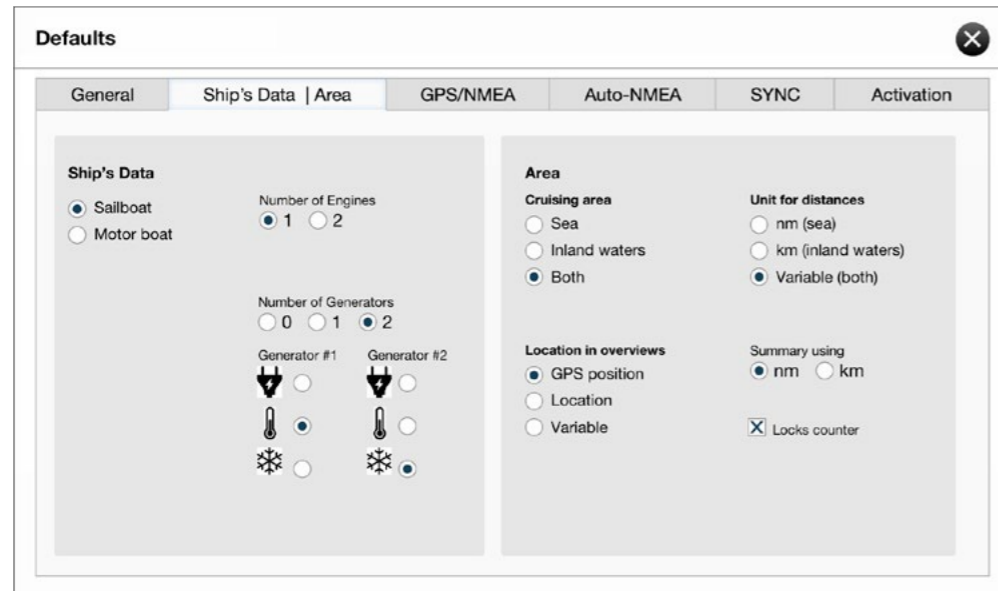 Defaults
General
Ship's Data | Area
GPS/NMEA
Auto-NMEA
SYNC
Activation
Ship's Data
Sailboat
Motor boat
Number of Engines
1 2
Number of Generators
0 1 2
Generator #1 Generator #2
Area
Cruising area
Sea
Inland waters
Both
Unit for distances
nm (sea)
km (inland waters)
Variable (both)
Location in overviews
GPS position
Location
Variable
Summary using
nm km
Locks counter